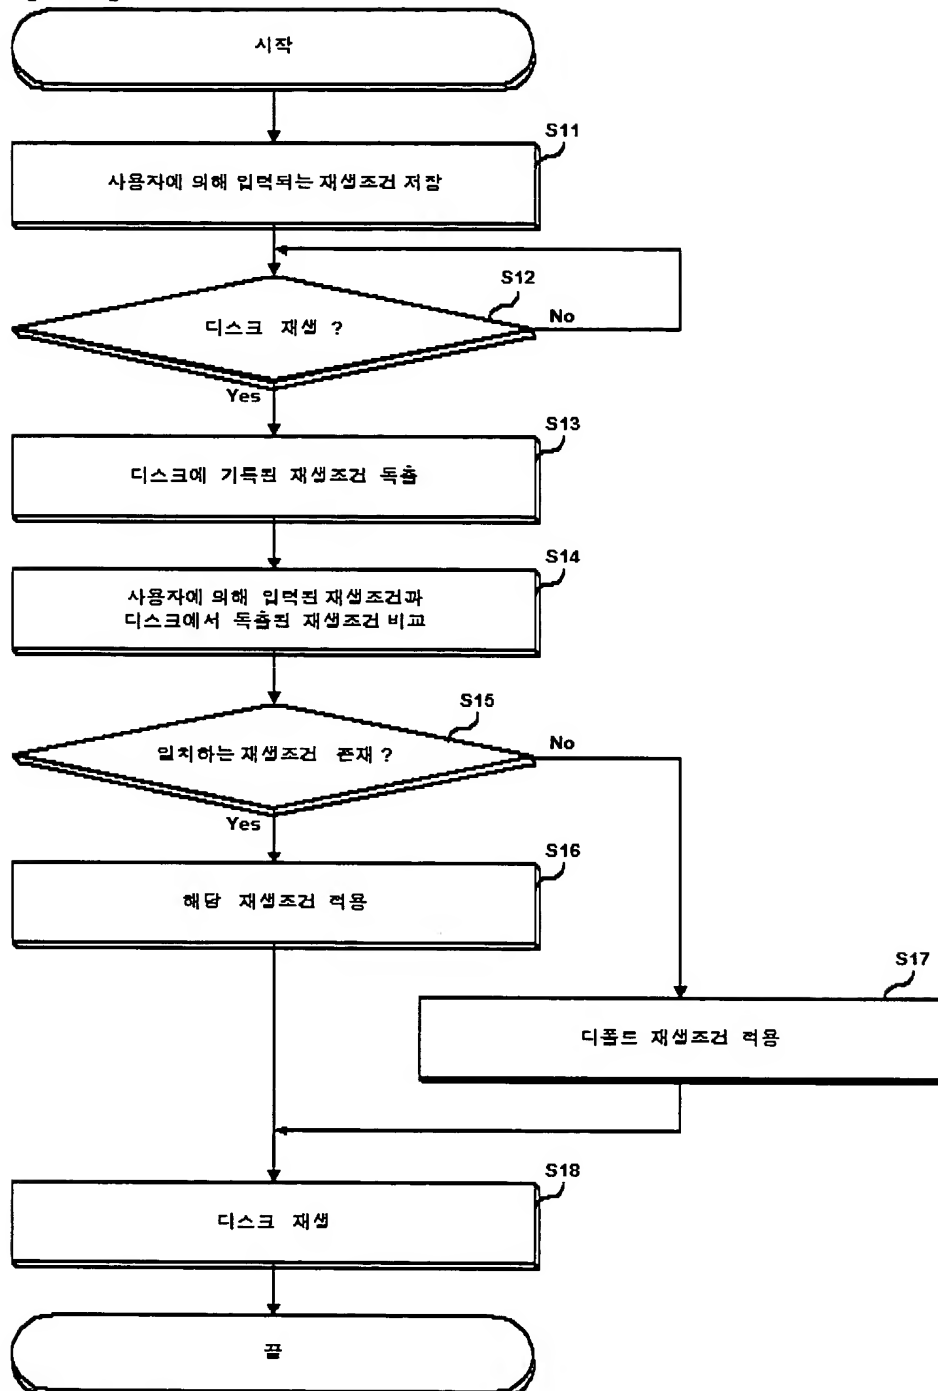 시작
S11
사용자에 의해 입력되는 재생조건 저장
S12
디스크 재생 ?
No
Yes
S13
디스크에 기록된 재생조건 독출
S14
사용자에 의해 입력된 재생조건과
디스크에서 독출된 재생조건 비교
S15
일치하는 재생조건 존재 ?
No
Yes
S16
해당 재생조건 적용
S17
디폴트 재생조건 적용
S18
디스크 재생
끝